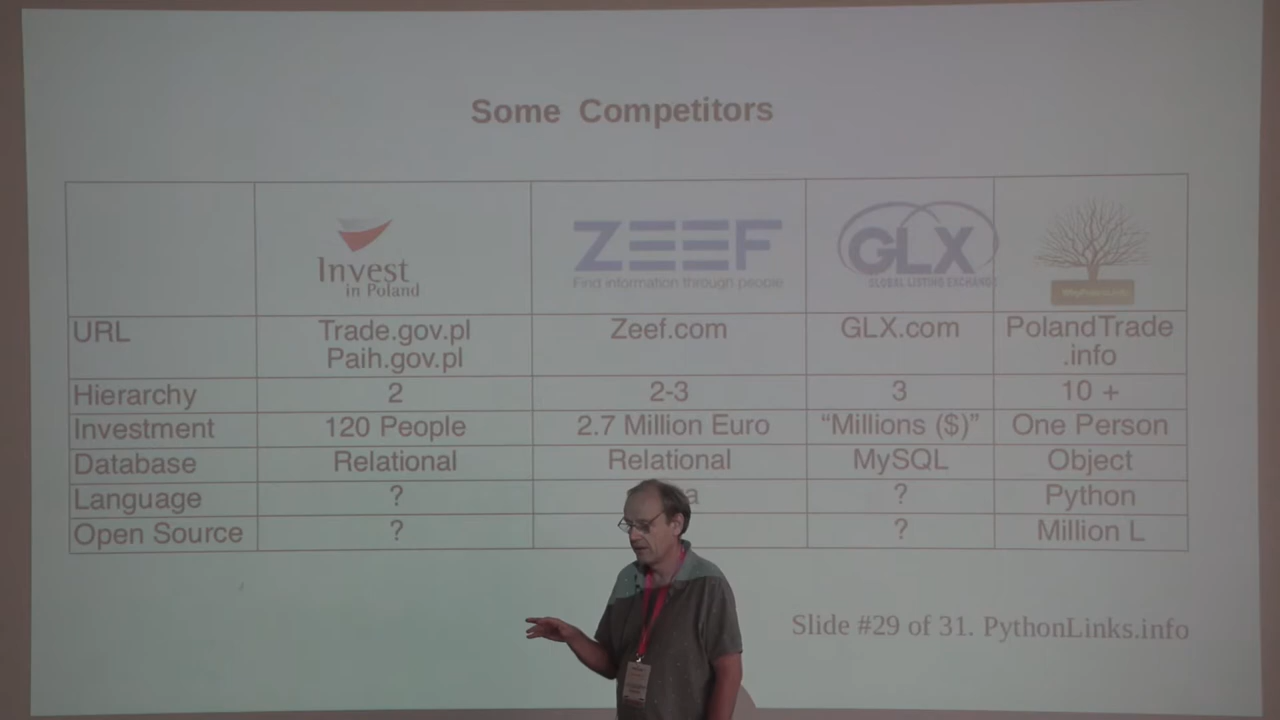 Some Competitors
Invest
in Poland
ZEEF
Find information through people
GLX
GLOBAL LISTING EXCHANGE
URL
Trade.gov.pl
Paih.gov.pl
Zeef.com
GLX.com
PolandTrade
.info
Hierarchy 2 2-3 3 10 +
Investment 120 People 2.7 Million Euro “Millions ($)” One Person
Database Relational Relational MySQL Object
Language ? ? Python
Open Source ? ? Million L
Slide #29 of 31. PythonLinks.info